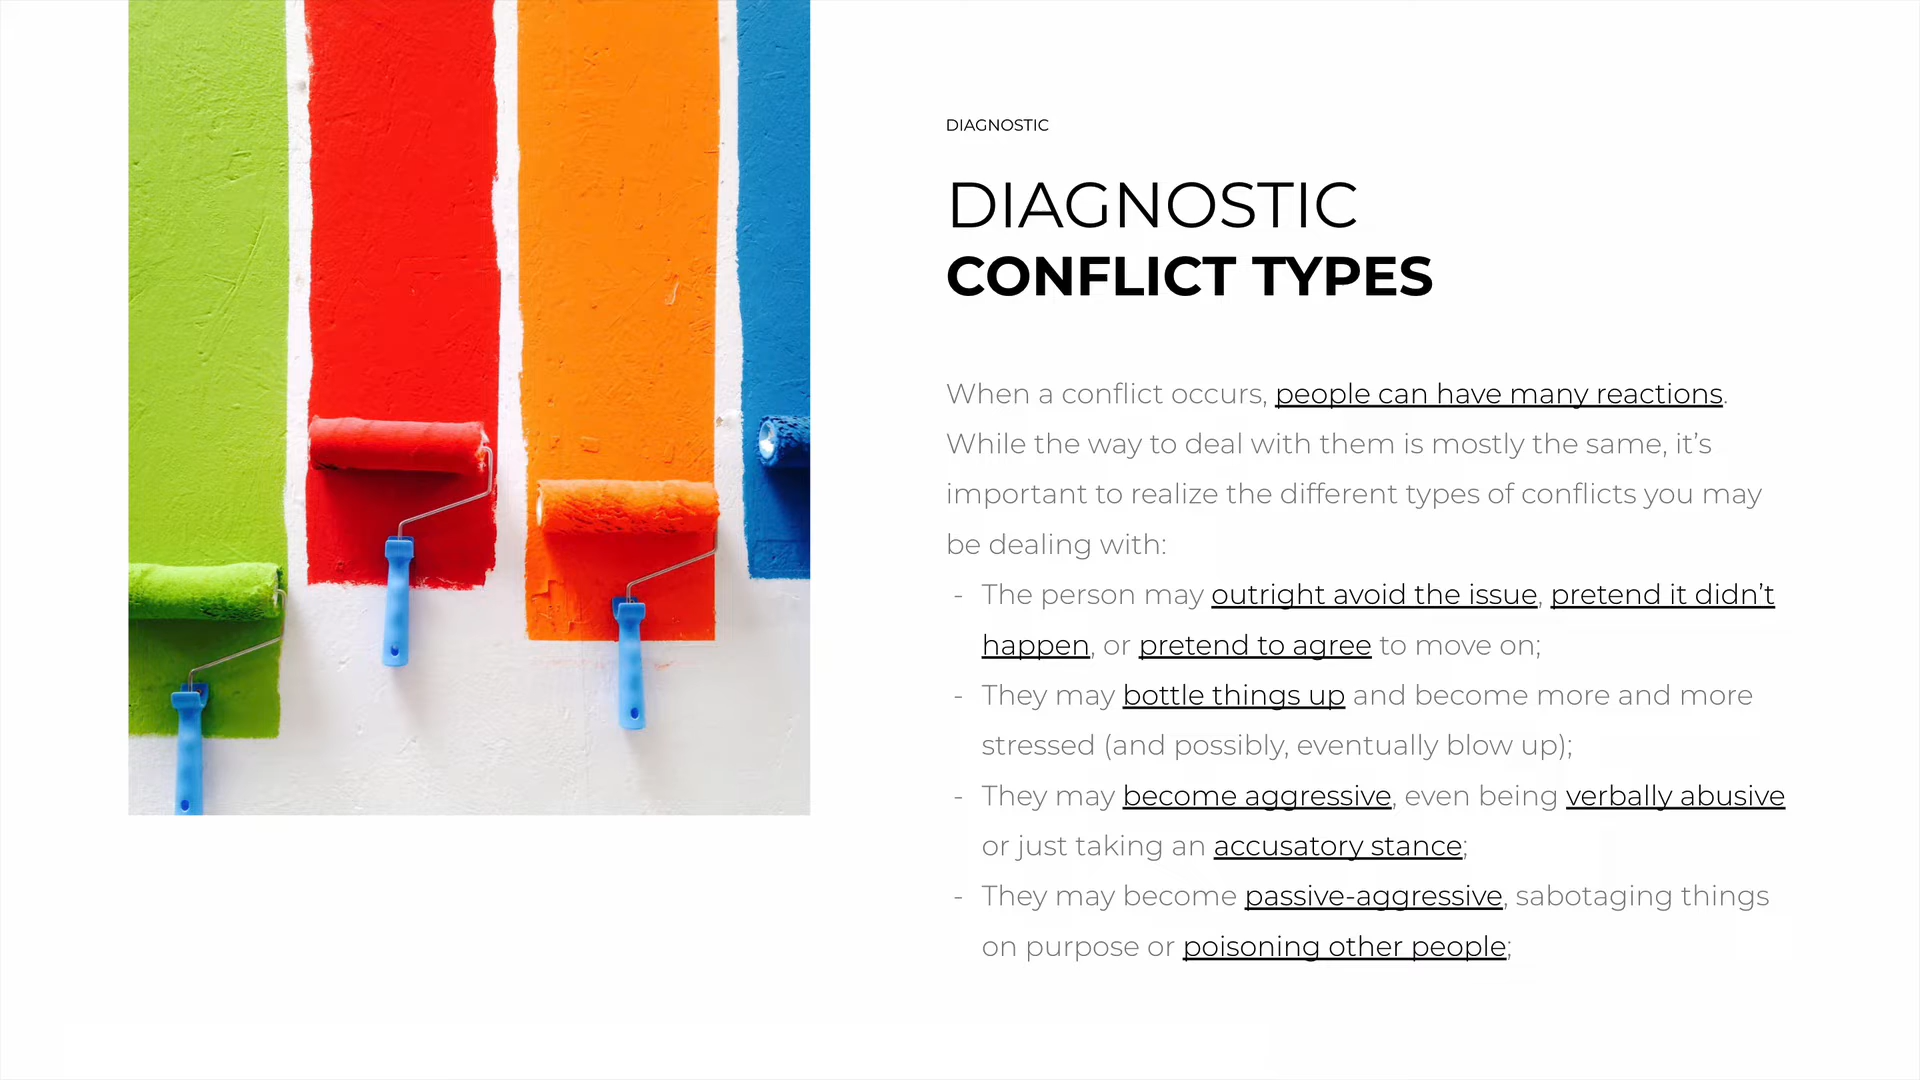 DIAGNOSTIC
DIAGNOSTIC
CONFLICT TYPES
When a conflict occurs, people can have many reactions.
While the way to deal with them is mostly the same, it’s
important to realize the different types of conflicts you may
be dealing with:
- The person may outright avoid the issue, pretend it didn’t
happen, or pretend to agree to move on;
- They may bottle things up and become more and more
stressed (and possibly, eventually blow up);
- They may become aggressive, even being verbally abusive
or just taking an accusatory stance;
- They may become passive-aggressive, sabotaging things
on purpose or poisoning other people;